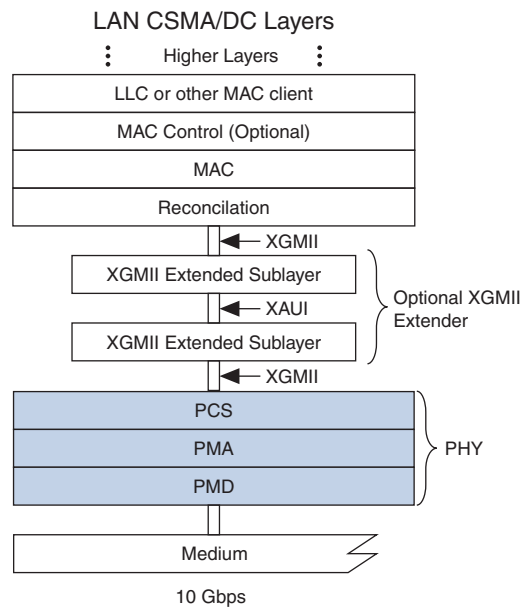 LAN CSMA/DC Layers
Higher Layers
LLC or other MAC client
MAC Control (Optional)
MAC
Reconcilation
XGMII
XGMII Extended Sublayer
XAUI
Optional XGMII
Extender
XGMII Extended Sublayer
XGMII
PCS
PMA
PHY
PMD
Medium
10 Gbps